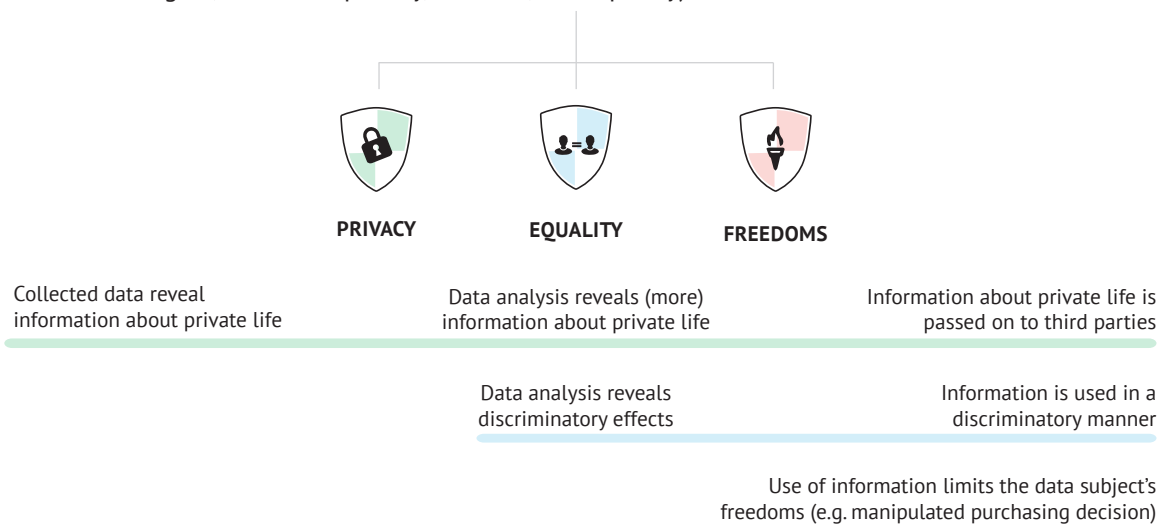 PRIVACY
EQUALITY
FREEDOMS
Collected data reveal
information about private life
Data analysis reveals (more)
information about private life
Information about private life is
passed on to third parties
Data analysis reveals
discriminatory effects
Information is used in a
discriminatory manner
Use of information limits the data subject's
freedoms (e.g. manipulated purchasing decision)